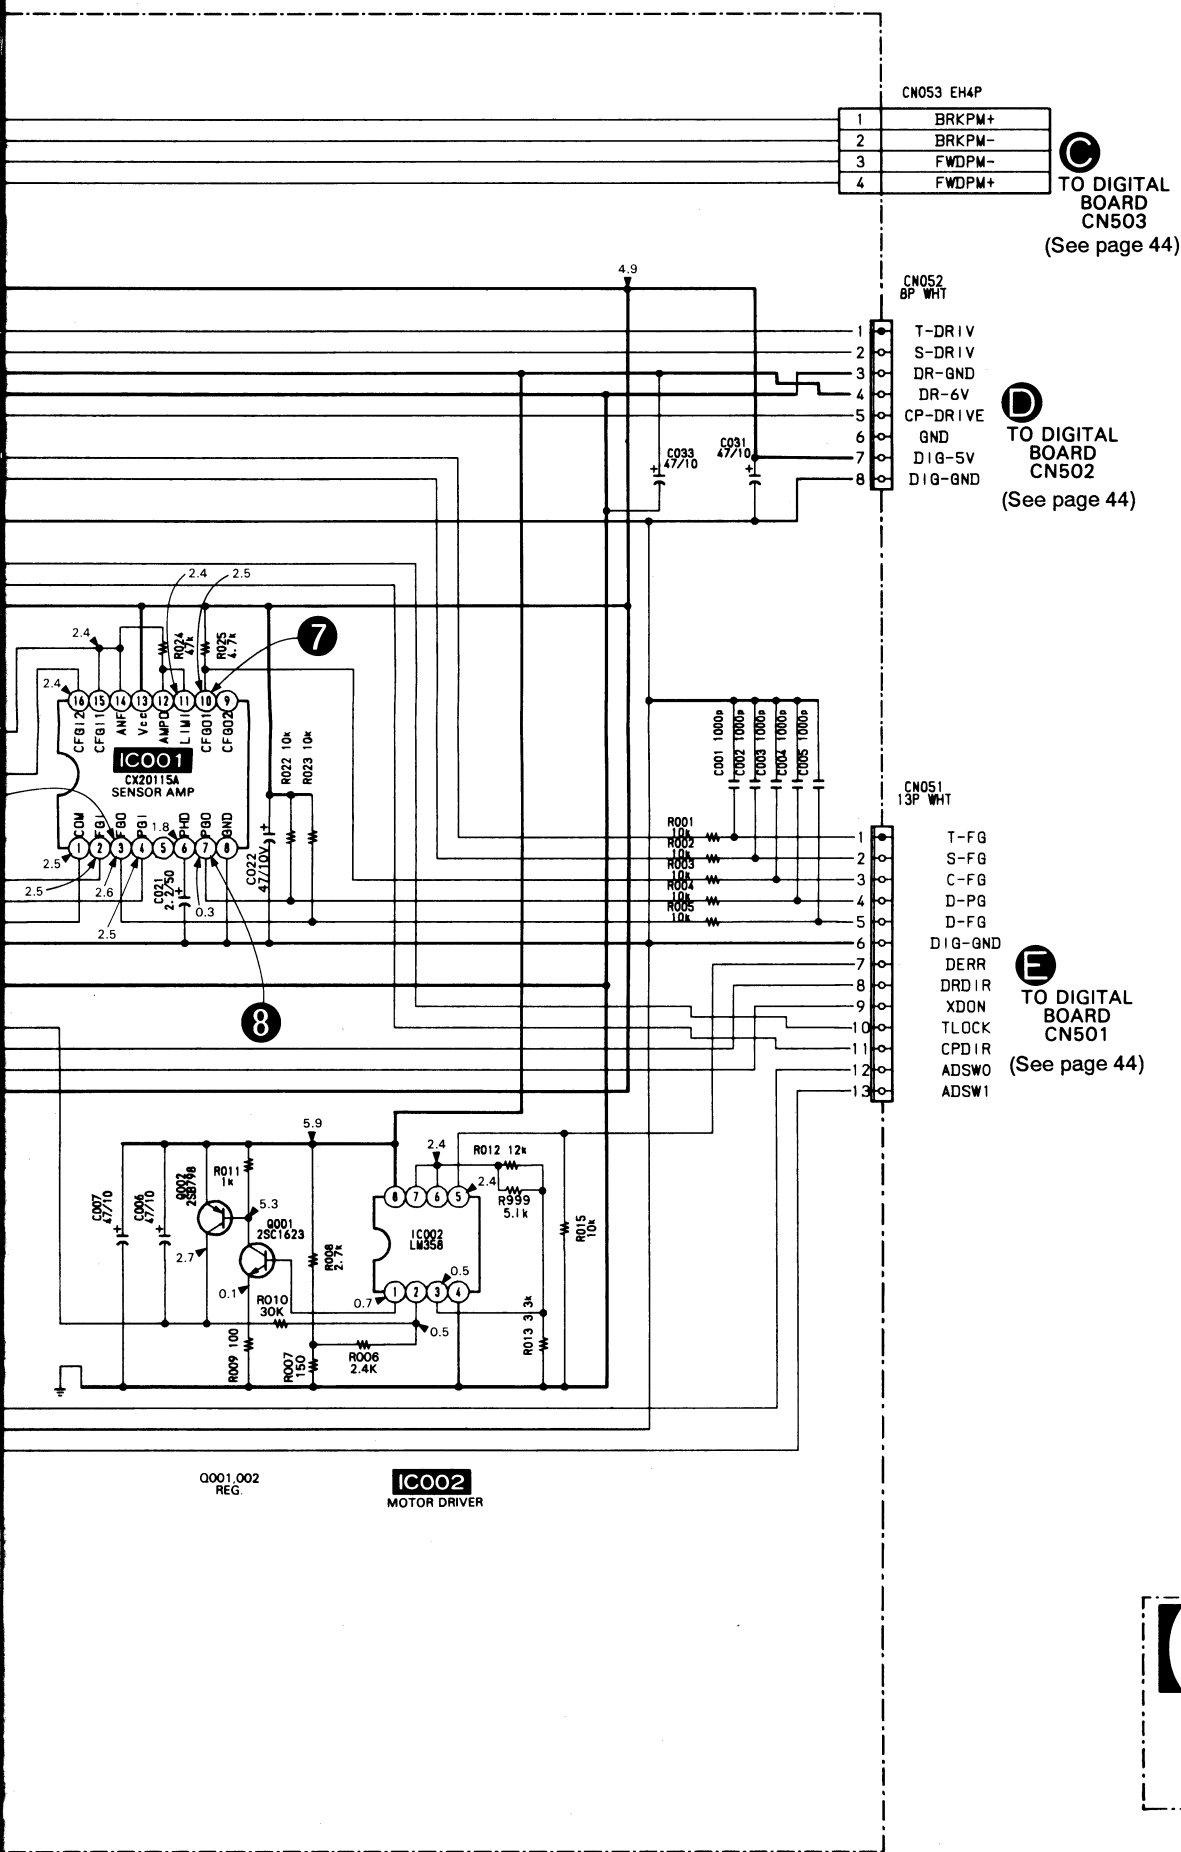 CN053 EH4P
1 BRKPM+
2 BRKPM-
3 FWDPM-
4 FWDPM+
C
TO DIGITAL
BOARD
CN503
(See page 44)
4.9
CN052
8P WHT
1 T-DRIV
2 S-DRIV
3 DR-GND
4 DR-6V
5 CP-DRIVE
6 GND
7 DIG-5V
8 DIG-GND
D
TO DIGITAL
BOARD
CN502
(See page 44)
C033
47/10
+
C031
47/10
+
2.4
2.5
7
2.4
R024
47k
R025
4.7k
2.4
16 15 14 13 12 11 10 9
CFGI2
CFGI1
ANF
Vcc
AMPO
LIMI
CFGO1
CFGO2
IC001
CX20115A
SENSOR AMP
R022 10k
R023 10k
COM
FGI
FGO
PGI
1.8
PHD
PGO
GND
1 2 3 4 5 6 7 8
2.5
2.5
2.6
2.5
C021
2.2/50
+
0.3
C022
47/10V
+
8
C001 1000p
C002 1000p
C003 1000p
C004 1000p
C005 1000p
CN051
13P WHT
R001
10k
R002
10k
R003
10k
R004
10k
R005
10k
1 T-FG
2 S-FG
3 C-FG
4 D-PG
5 D-FG
6 DIG-GND
7 DERR
8 DRDIR
9 XDON
10 TLOCK
11 CPDIR
12 ADSW0
13 ADSW1
E
TO DIGITAL
BOARD
CN501
(See page 44)
5.9
C007
47/10
+
C006
47/10
+
Q002
2SB798
R011
1k
5.3
Q001
2SC1623
2.7
0.1
R010
30K
R009 100
R008
2.7k
R007
150
R006
2.4K
2.4
R012 12k
2.4
R999
5.1k
8 7 6 5
IC002
LM358
0.5
1 2 3 4
0.7
0.5
R013 3.3k
R015
10k
Q001,002
REG.
IC002
MOTOR DRIVER